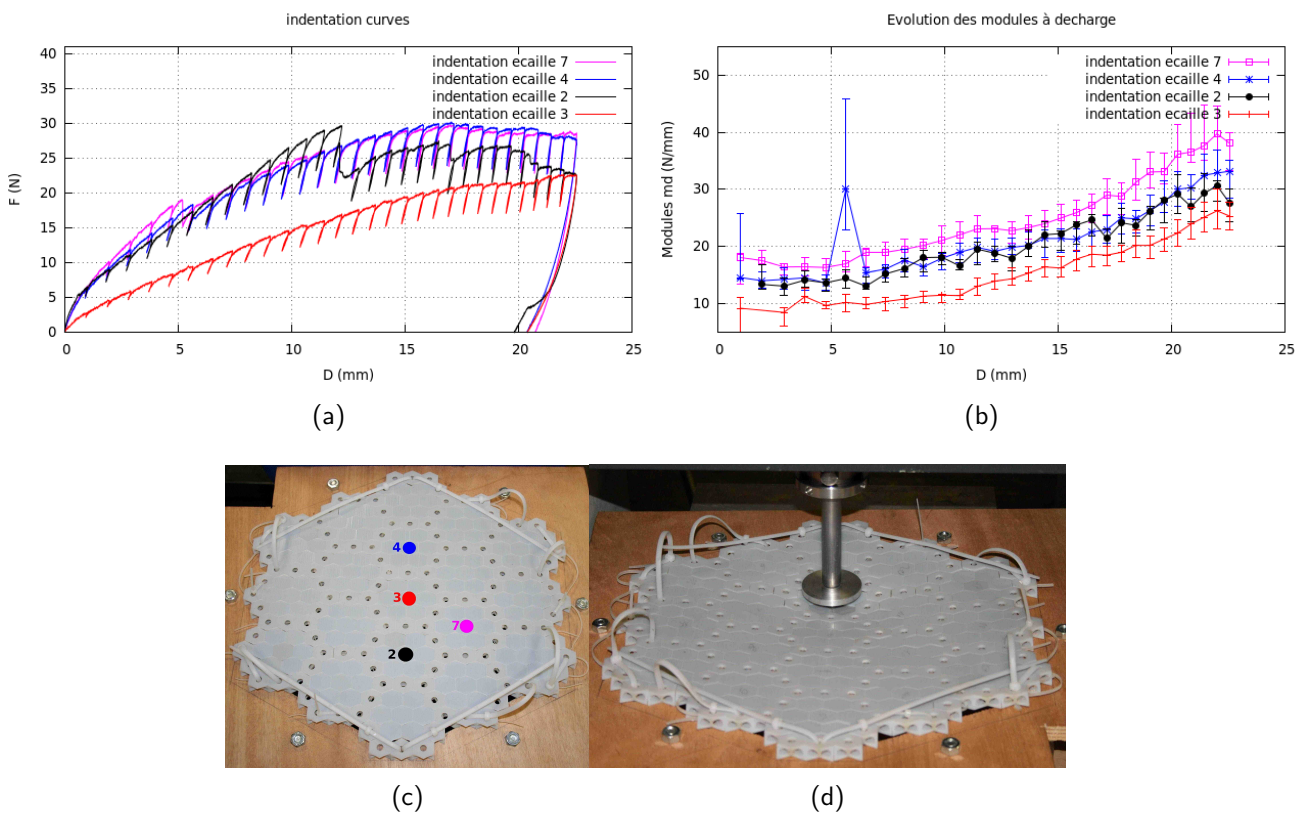 indentation curves
40
35
30
25
20
15
10
5
0
F (N)
0 5 10 15 20 25
D (mm)
indentation ecaille 7
indentation ecaille 4
indentation ecaille 2
indentation ecaille 3
(a)
Evolution des modules à decharge
50
40
30
20
10
Modules md (N/mm)
0 5 10 15 20 25
D (mm)
indentation ecaille 7
indentation ecaille 4
indentation ecaille 2
indentation ecaille 3
(b)
4
3
7
2
(c)
(d)